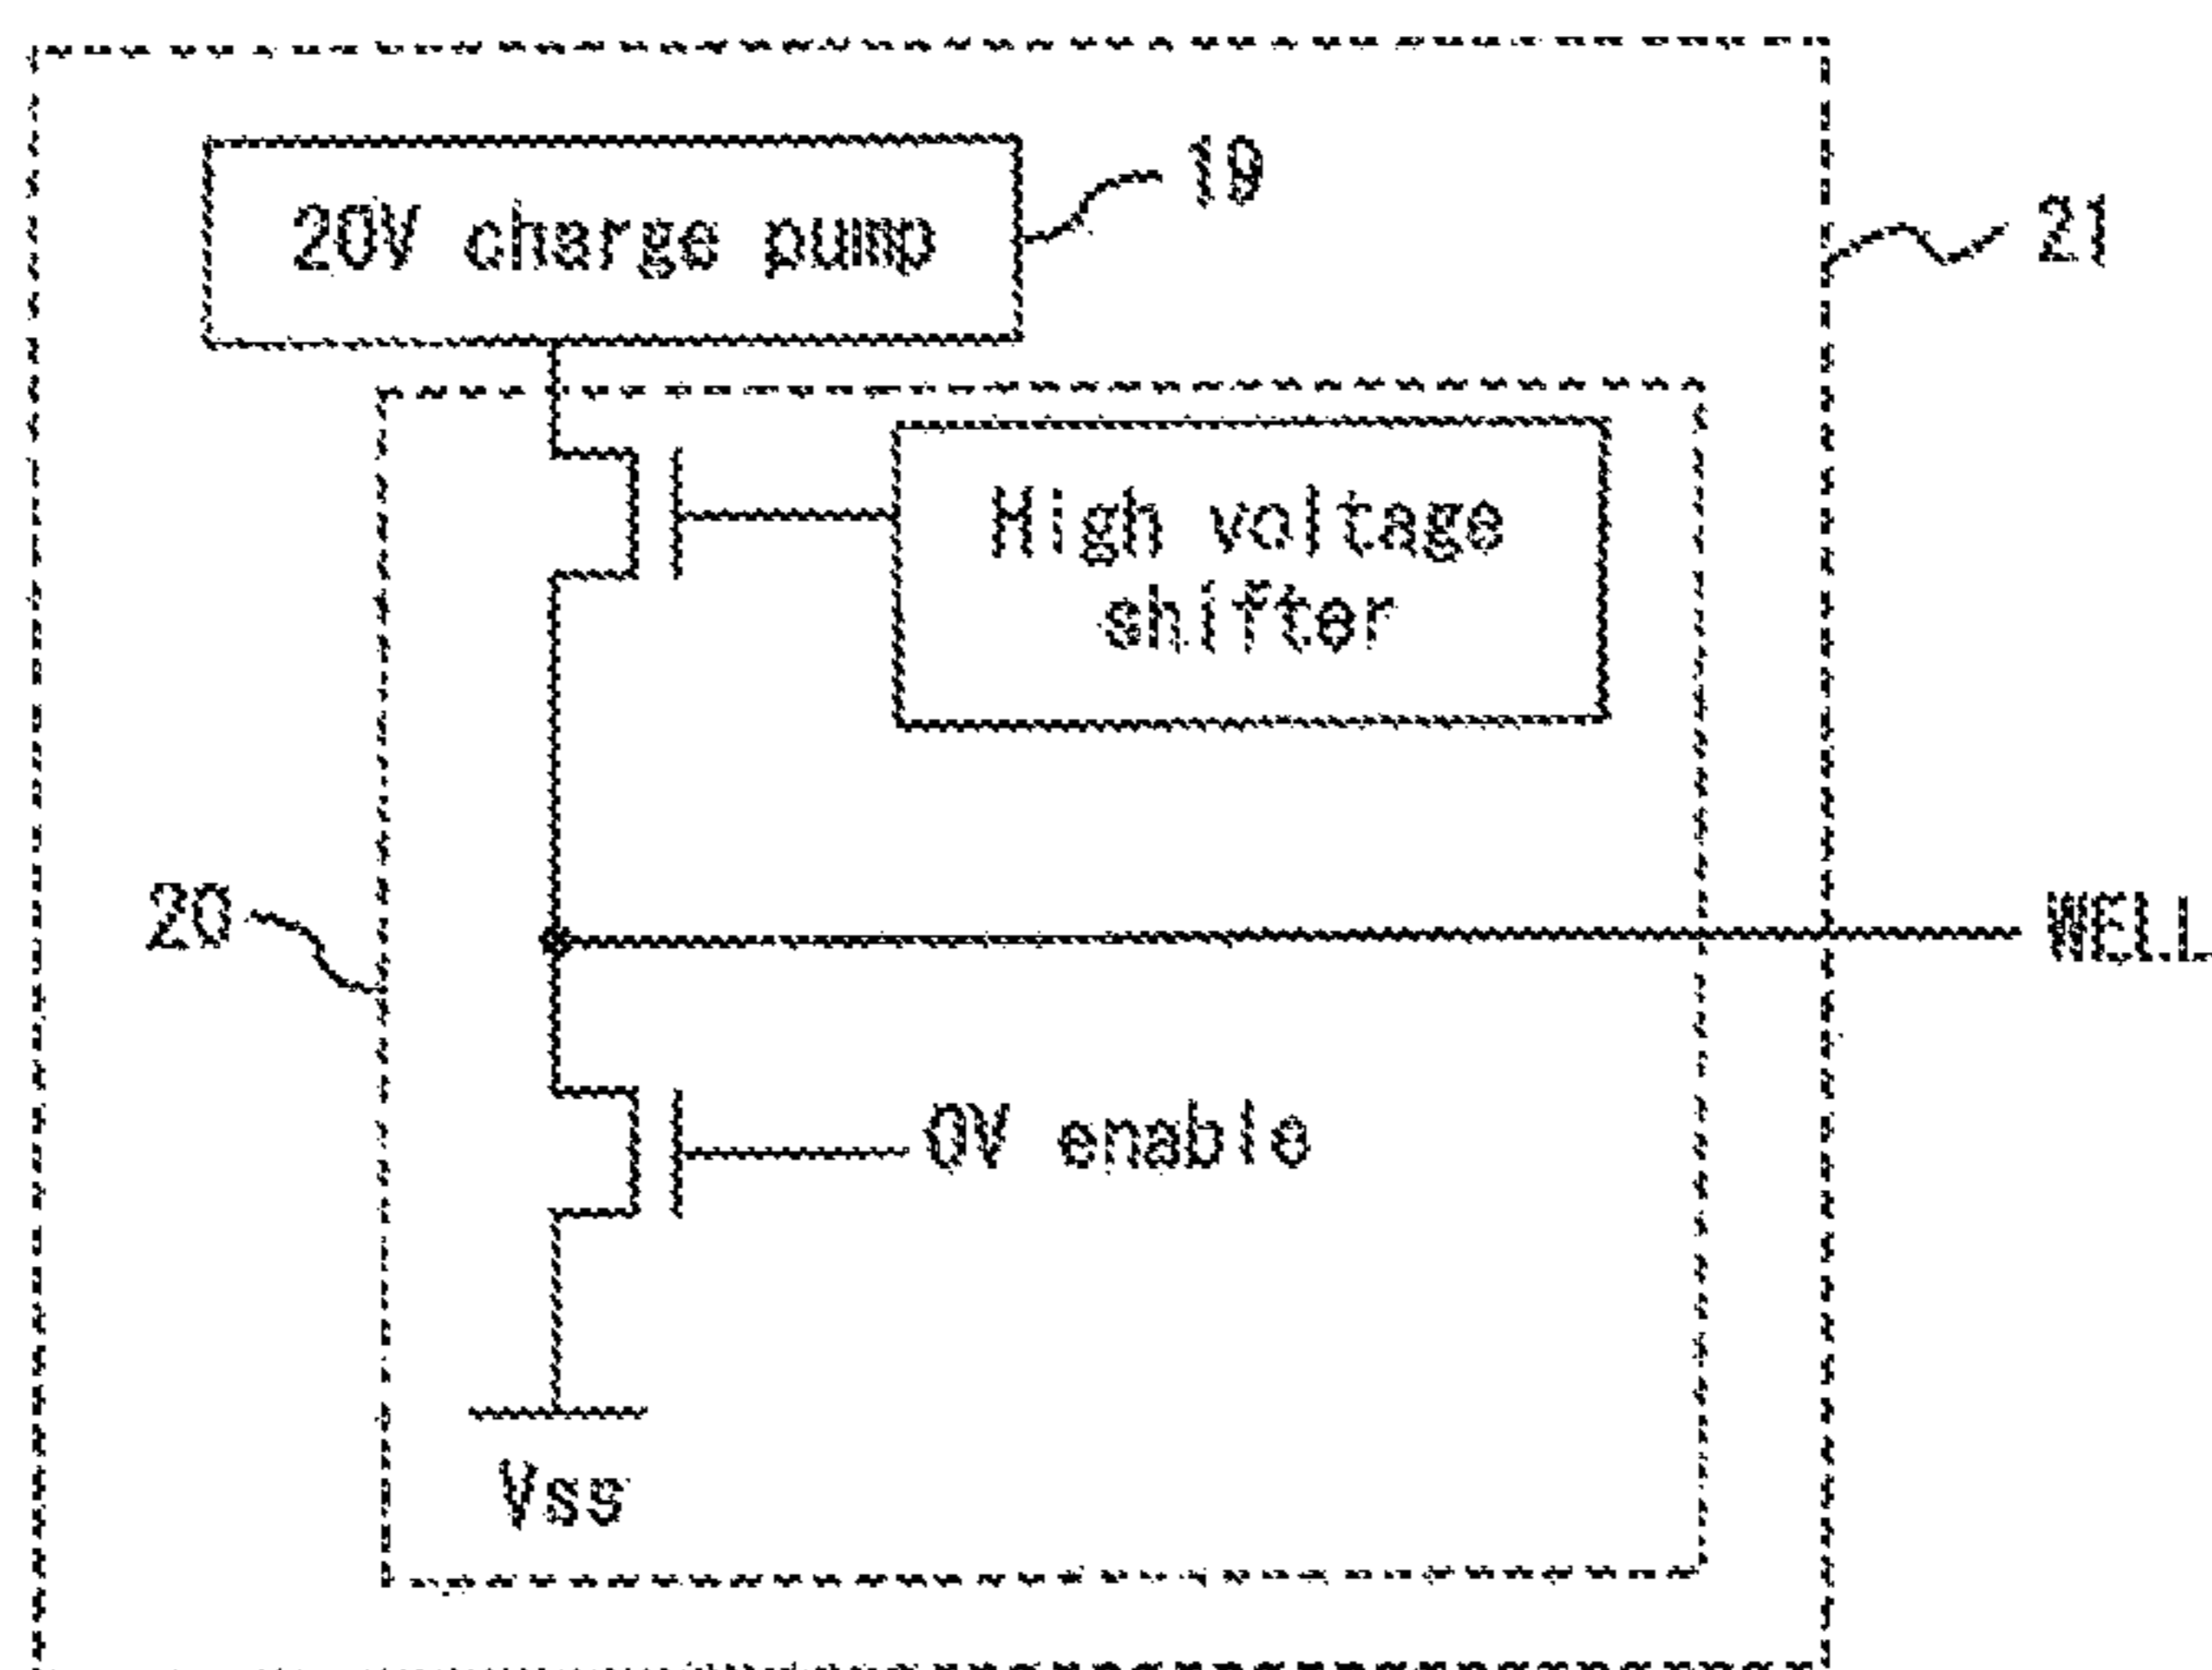 20V charge pump
19
21
High voltage
shifter
20
WELL
0V enable
Vss